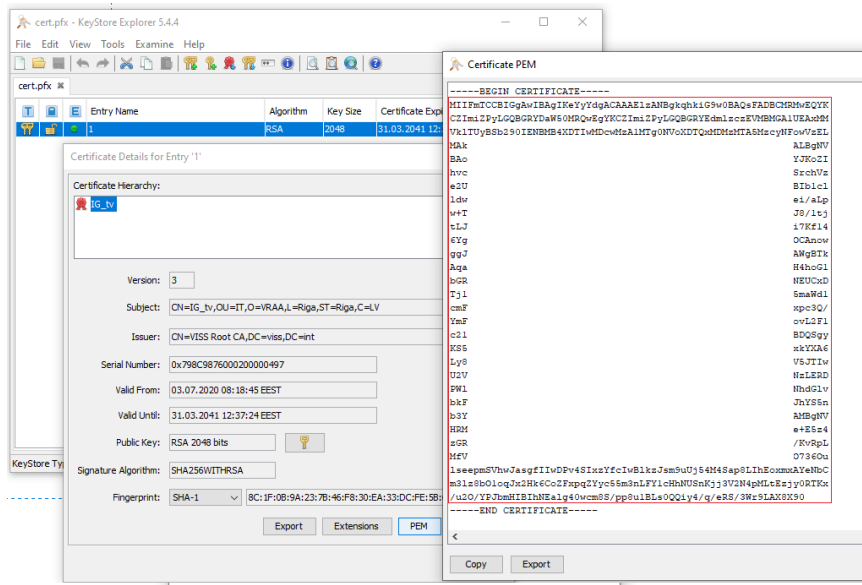 cert.pfx - KeyStore Explorer 5.4.4
File Edit View Tools Examine Help
cert.pfx
T E Entry Name Algorithm Key Size Certificate Expi
1 RSA 2048 31.03.2041 12:
Certificate Details for Entry '1'
Certificate Hierarchy:
IG_tv
Version: 3
Subject: CN=IG_tv,OU=IT,O=VRAA,L=Riga,ST=Riga,C=LV
Issuer: CN=VISS Root CA,DC=viss,DC=int
Serial Number: 0x798C9876000200000497
Valid From: 03.07.2020 08:18:45 EEST
Valid Until: 31.03.2041 12:37:24 EEST
Public Key: RSA 2048 bits
KeyStore Ty
Signature Algorithm: SHA256WITHRSA
Fingerprint: SHA-1 8C:1F:0B:9A:23:7B:46:F8:30:EA:33:DC:FE:5B:
Export Extensions PEM
Certificate PEM
-----BEGIN CERTIFICATE-----
MIIFmTCCBIGgAwIBAgIKeYyYdgACAAAElzANBgkqhkiG9w0BAQsFADBCMRMwEQYK
CZImiZPyLGQBGRYDaW50MRQwEgYKCZImiZPyLGQBGRYEdmlzczEVMBMGA1UEAxMM
VklTUyBSb290IENBMB4XDTIwMDcwMzA1MTg0NVoXDTQxMDMzMTA5MzcyNFowVzEL
MAk ALBgNV
BAo YJKoZI
hvc SrchVz
e2U BIblcl
ldw ei/aLp
w+T J8/ltj
tLJ i7Kf14
6Yg OCAnow
ggJ AWgBTk
Aqa H4hoGl
bGR NEUCxD
Tjl 5maWdl
cmF xpc3Q/
YmF ovL2Fl
c2l BDQSgy
KS5 xkYXA6
Ly8 V5JTIw
U2V NzLERD
PWl NhdGlv
bkF JhYS5n
b3Y AMBgNV
HRM e+E5z4
zGR /KvRpL
MfV O736Ou
lseepmSVhwJasgfIIwDPv4SIxzYfcIwBlkzJsm9uUj54M4Sap8LIhEoxmxAYeNbC
m3lz8bOloqJx2Hk6CoZFxpqZYyc55m3nLFYlcHhNUSnKjj3V2N4pMLtEzjy0RTKx
/u2O/YPJbmHIBIhNEalg40wcm8S/pp8ulBLs0QQiy4/q/eRS/3Wr9LAX8X90
-----END CERTIFICATE-----
Copy Export